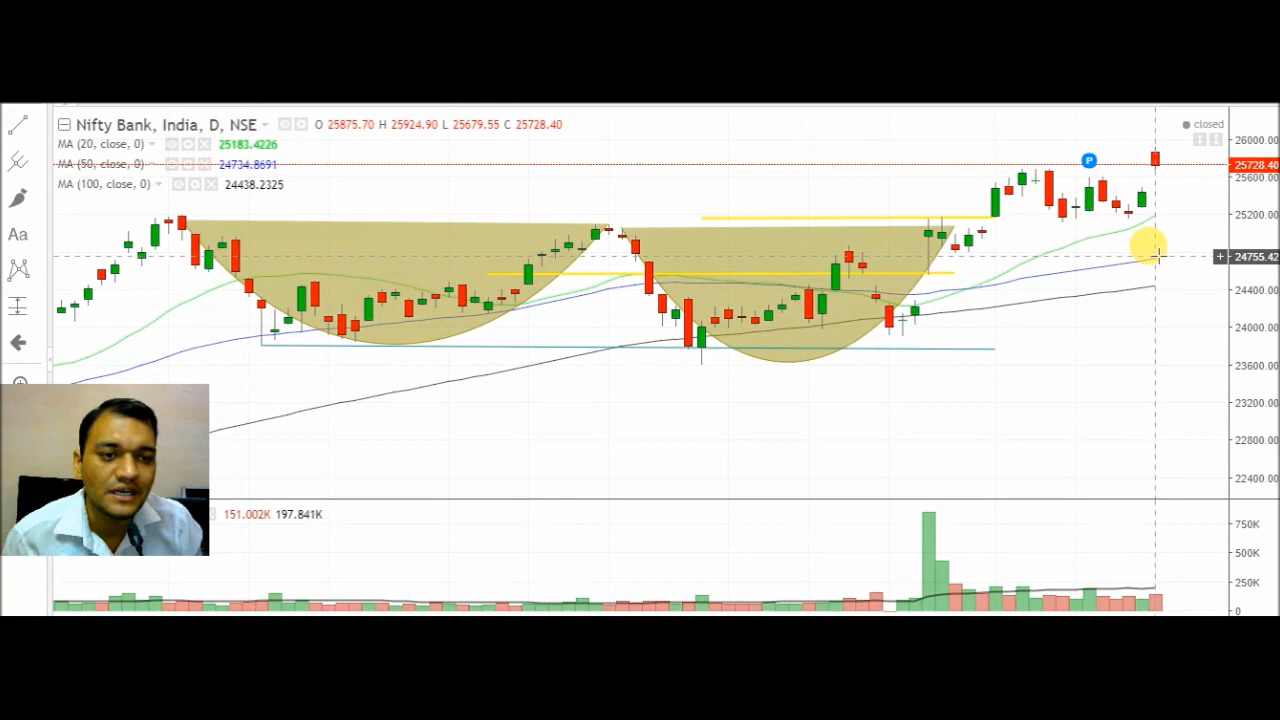 Nifty Bank, India, D, NSE O 25875.70 H 25924.90 L 25679.55 C 25728.40
closed
MA (20, close, 0) 25183.4226
MA (50, close, 0) 24734.8691
MA (100, close, 0) 24438.2325
P
Aa
26000.00
25728.40
25600.00
25200.00
24755.42
24400.00
24000.00
23600.00
23200.00
22800.00
22400.00
151.002K 197.841K
750K
500K
250K
0